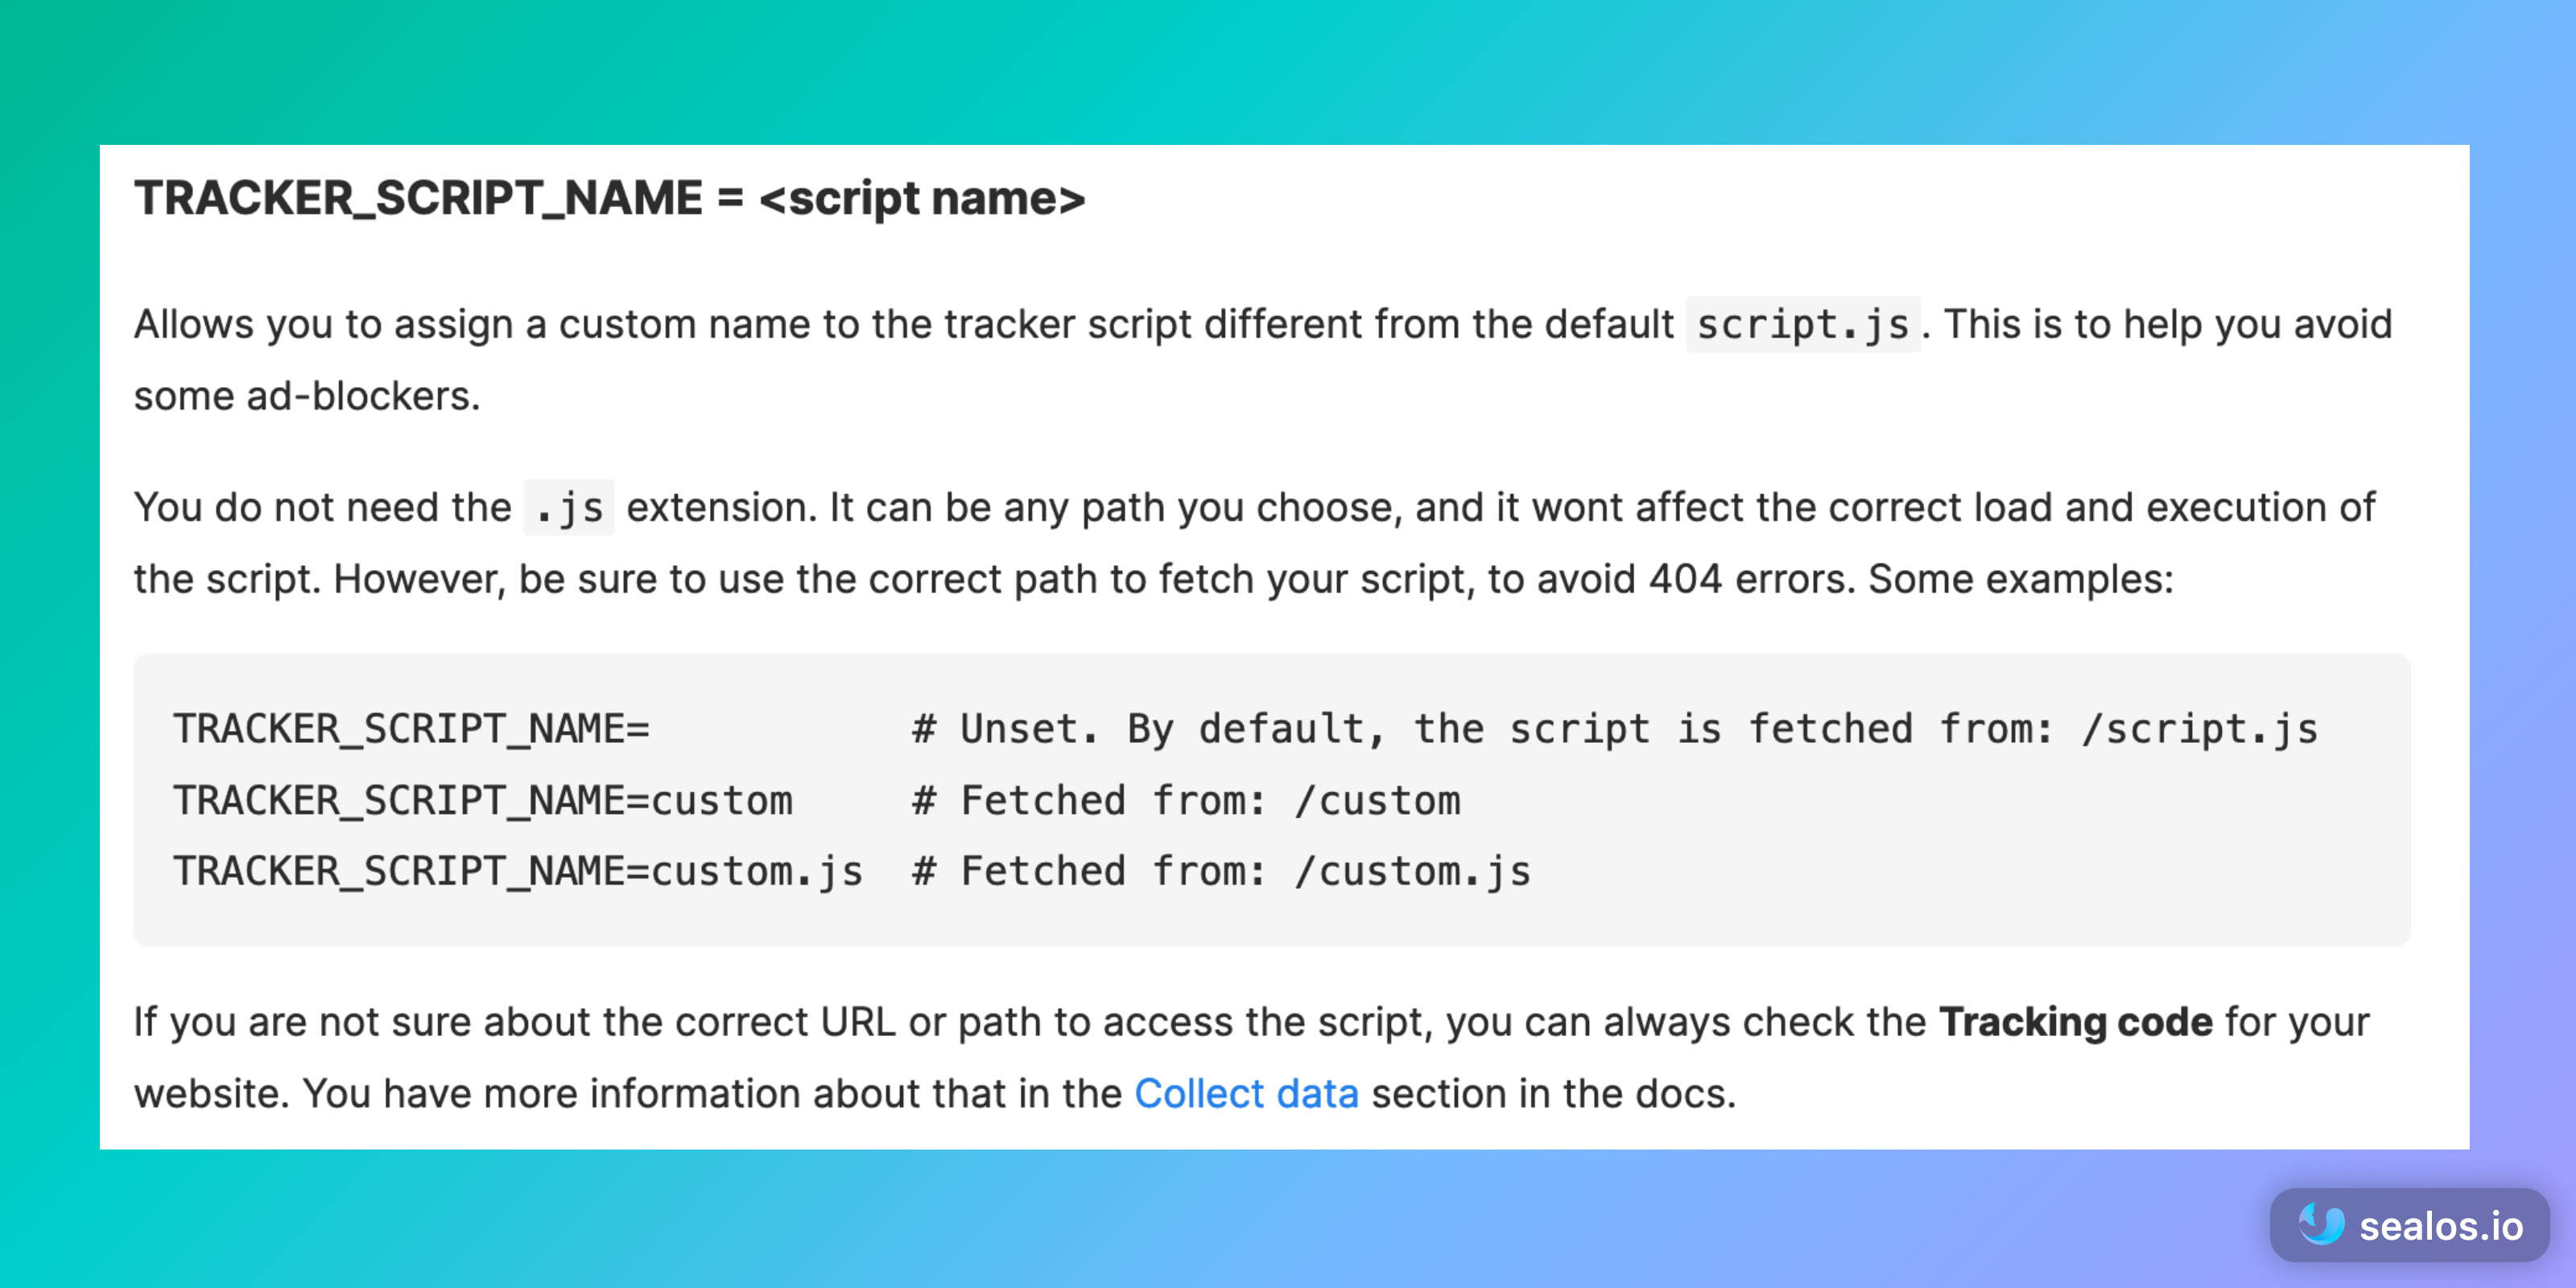 TRACKER_SCRIPT_NAME = <script name>
Allows you to assign a custom name to the tracker script different from the default script.js. This is to help you avoid
some ad-blockers.
You do not need the .js extension. It can be any path you choose, and it wont affect the correct load and execution of
the script. However, be sure to use the correct path to fetch your script, to avoid 404 errors. Some examples:
TRACKER_SCRIPT_NAME=           # Unset. By default, the script is fetched from: /script.js
TRACKER_SCRIPT_NAME=custom     # Fetched from: /custom
TRACKER_SCRIPT_NAME=custom.js  # Fetched from: /custom.js
If you are not sure about the correct URL or path to access the script, you can always check the Tracking code for your
website. You have more information about that in the Collect data section in the docs.
sealos.io